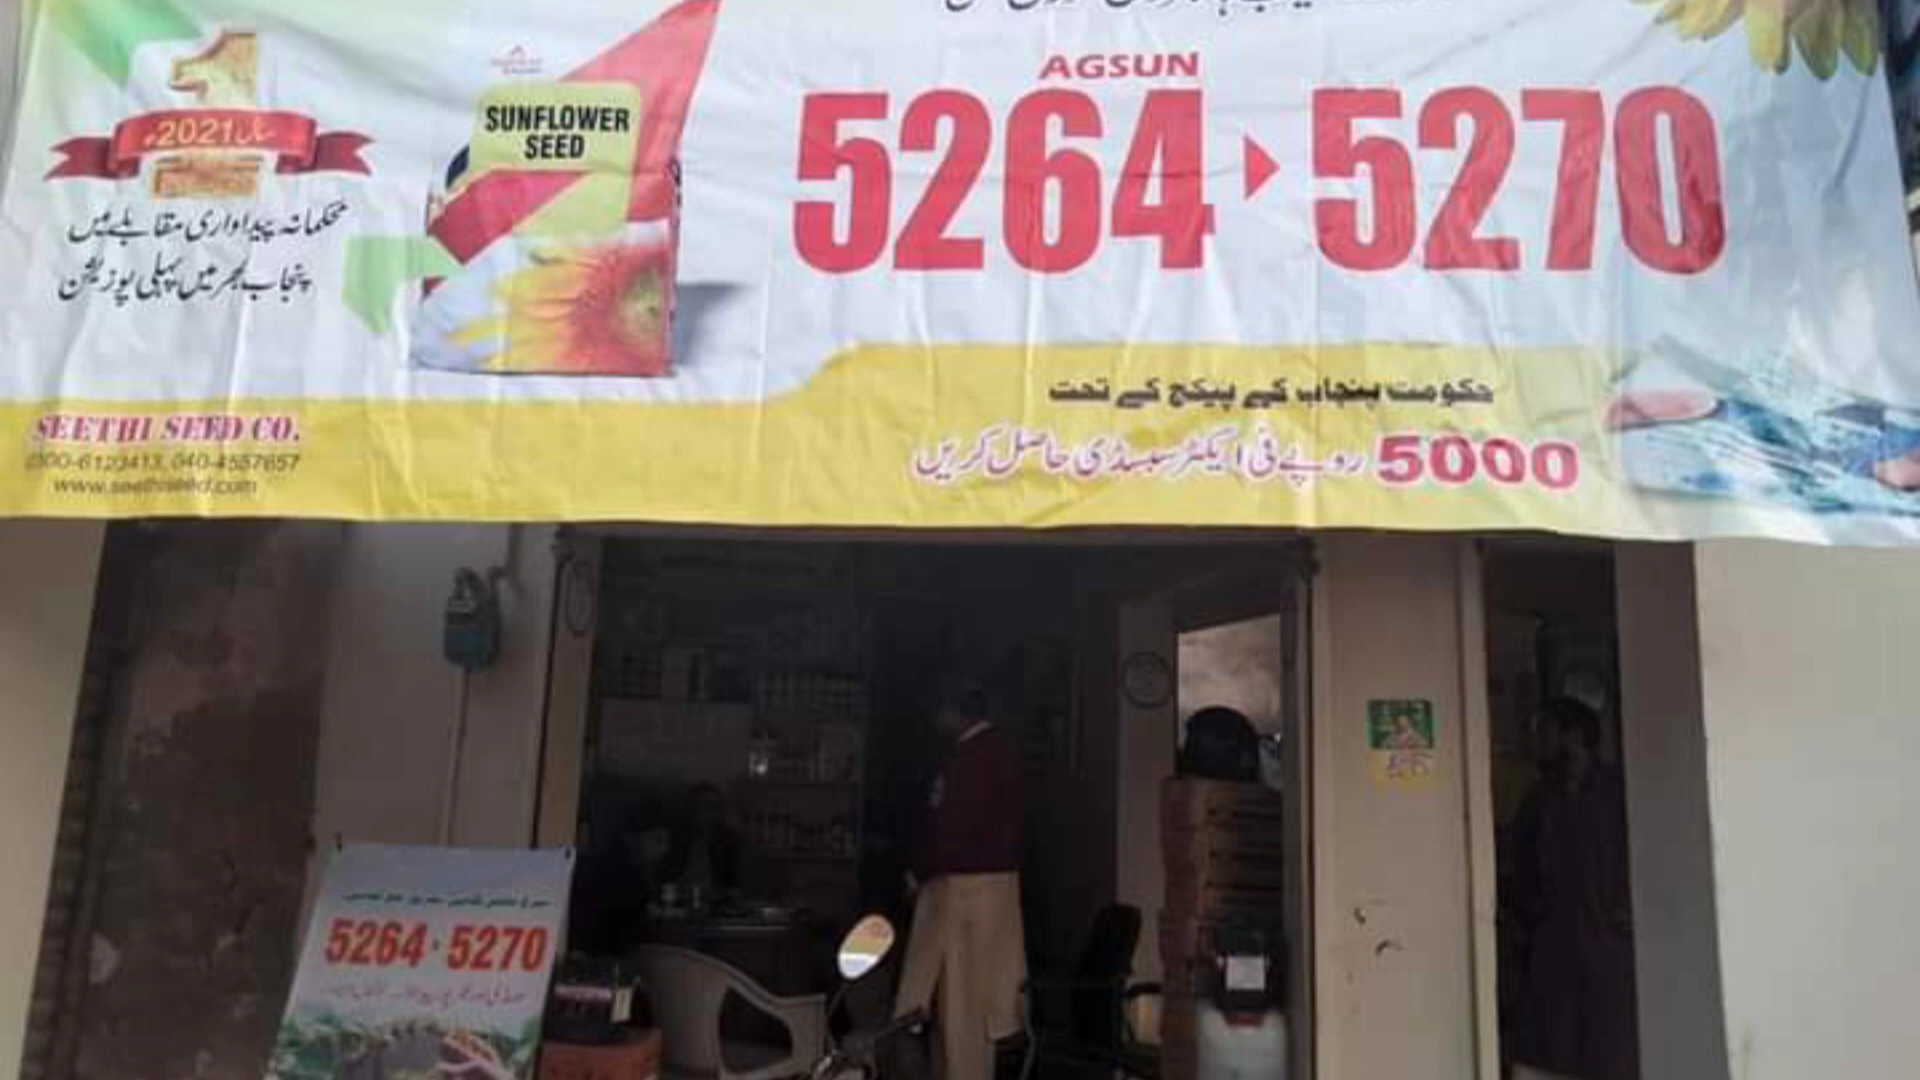 AGSUN
5264 ▸ 5270
SUNFLOWER
SEED
1
سال 2021ء
محکمانہ پیداواری مقابلے میں
پنجاب بھر میں پہلی پوزیشن
حکومت پنجاب کے پیکج کے تحت
5000 روپے فی ایکڑ سبسڈی حاصل کریں
SEETHI SEED CO.
040-4557657
www.seethiseed.com
5264 · 5270